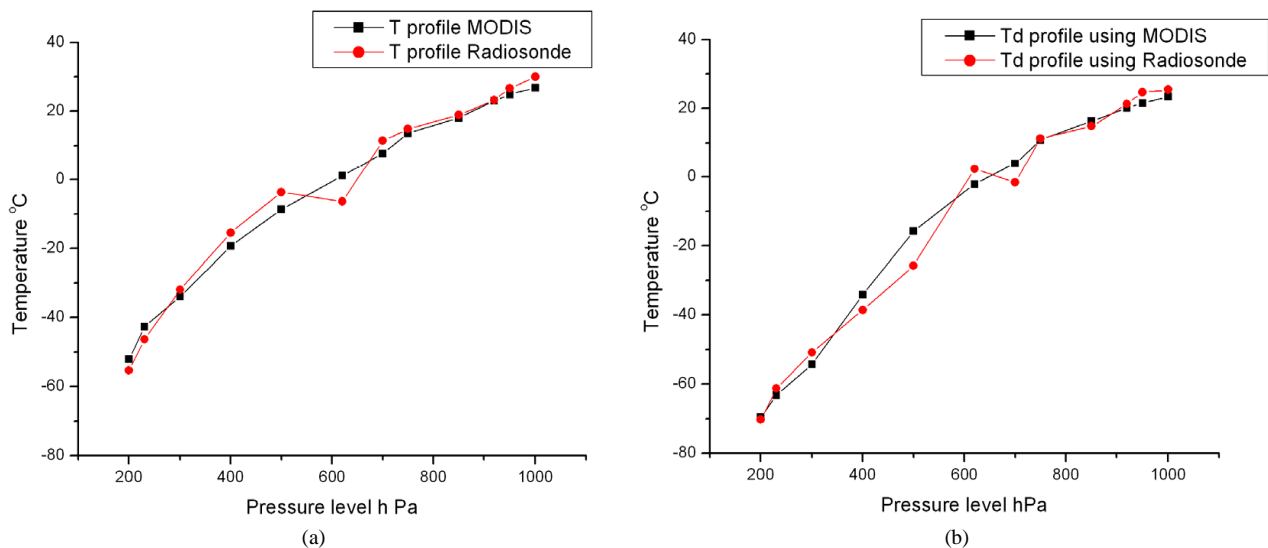 T profile MODIS
T profile Radiosonde
40
20
0
-20
-40
-60
-80
Temperature °C
200
400
600
800
1000
Pressure level h Pa
(a)
Td profile using MODIS
Td profile using Radiosonde
40
20
0
-20
-40
-60
-80
Temperature °C
200
400
600
800
1000
Pressure level hPa
(b)